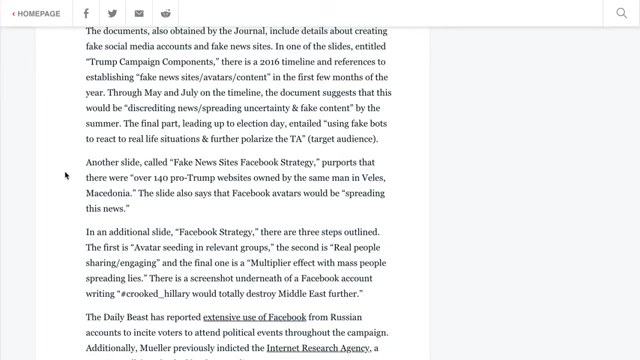 ‹ HOMEPAGE
The documents, also obtained by the Journal, include details about creating
fake social media accounts and fake news sites. In one of the slides, entitled
“Trump Campaign Components,” there is a 2016 timeline and references to
establishing “fake news sites/avatars/content” in the first few months of the
year. Through May and July on the timeline, the document suggests that this
would be “discrediting news/spreading uncertainty & fake content” by the
summer. The final part, leading up to election day, entailed “using fake bots
to react to real life situations & further polarize the TA” (target audience).
Another slide, called “Fake News Sites Facebook Strategy,” purports that
there were “over 140 pro-Trump websites owned by the same man in Veles,
Macedonia.” The slide also says that Facebook avatars would be “spreading
this news.”
In an additional slide, “Facebook Strategy,” there are three steps outlined.
The first is “Avatar seeding in relevant groups,” the second is “Real people
sharing/engaging” and the final one is a “Multiplier effect with mass people
spreading lies.” There is a screenshot underneath of a Facebook account
writing “#crooked_hillary would totally destroy Middle East further.”
The Daily Beast has reported extensive use of Facebook from Russian
accounts to incite voters to attend political events throughout the campaign.
Additionally, Mueller previously indicted the Internet Research Agency, a